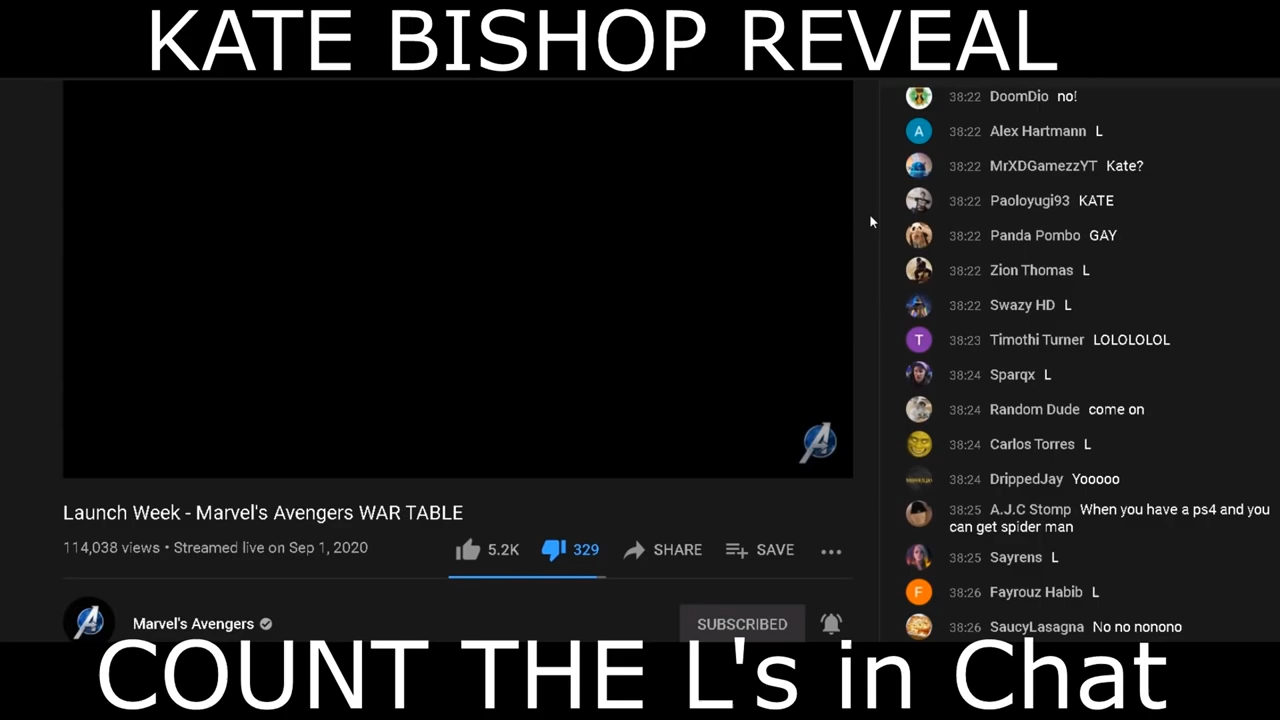 KATE BISHOP REVEAL
38:22 DoomDio no!
A 38:22 Alex Hartmann L
38:22 MrXDGamezzYT Kate?
38:22 Paoloyugi93 KATE
38:22 Panda Pombo GAY
38:22 Zion Thomas L
38:22 Swazy HD L
T 38:23 Timothi Turner LOLOLOLOL
38:24 Sparqx L
38:24 Random Dude come on
38:24 Carlos Torres L
38:24 DrippedJay Yooooo
38:25 A.J.C Stomp When you have a ps4 and you
can get spider man
38:25 Sayrens L
F 38:26 Fayrouz Habib L
38:26 SaucyLasagna No no nonono
Launch Week - Marvel's Avengers WAR TABLE
114,038 views • Streamed live on Sep 1, 2020
5.2K 329 SHARE SAVE
Marvel's Avengers
SUBSCRIBED
COUNT THE L's in Chat